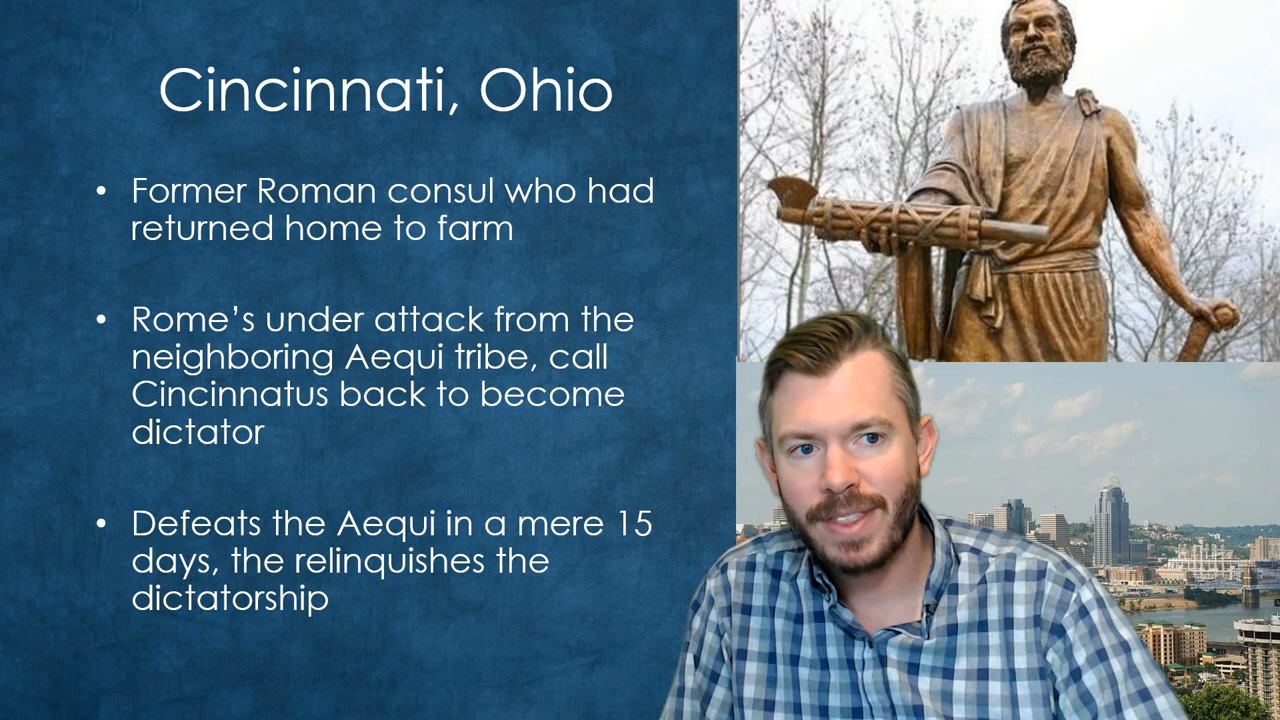 Cincinnati, Ohio
• Former Roman consul who had
returned home to farm
• Rome’s under attack from the
neighboring Aequi tribe, call
Cincinnatus back to become
dictator
• Defeats the Aequi in a mere 15
days, the relinquishes the
dictatorship